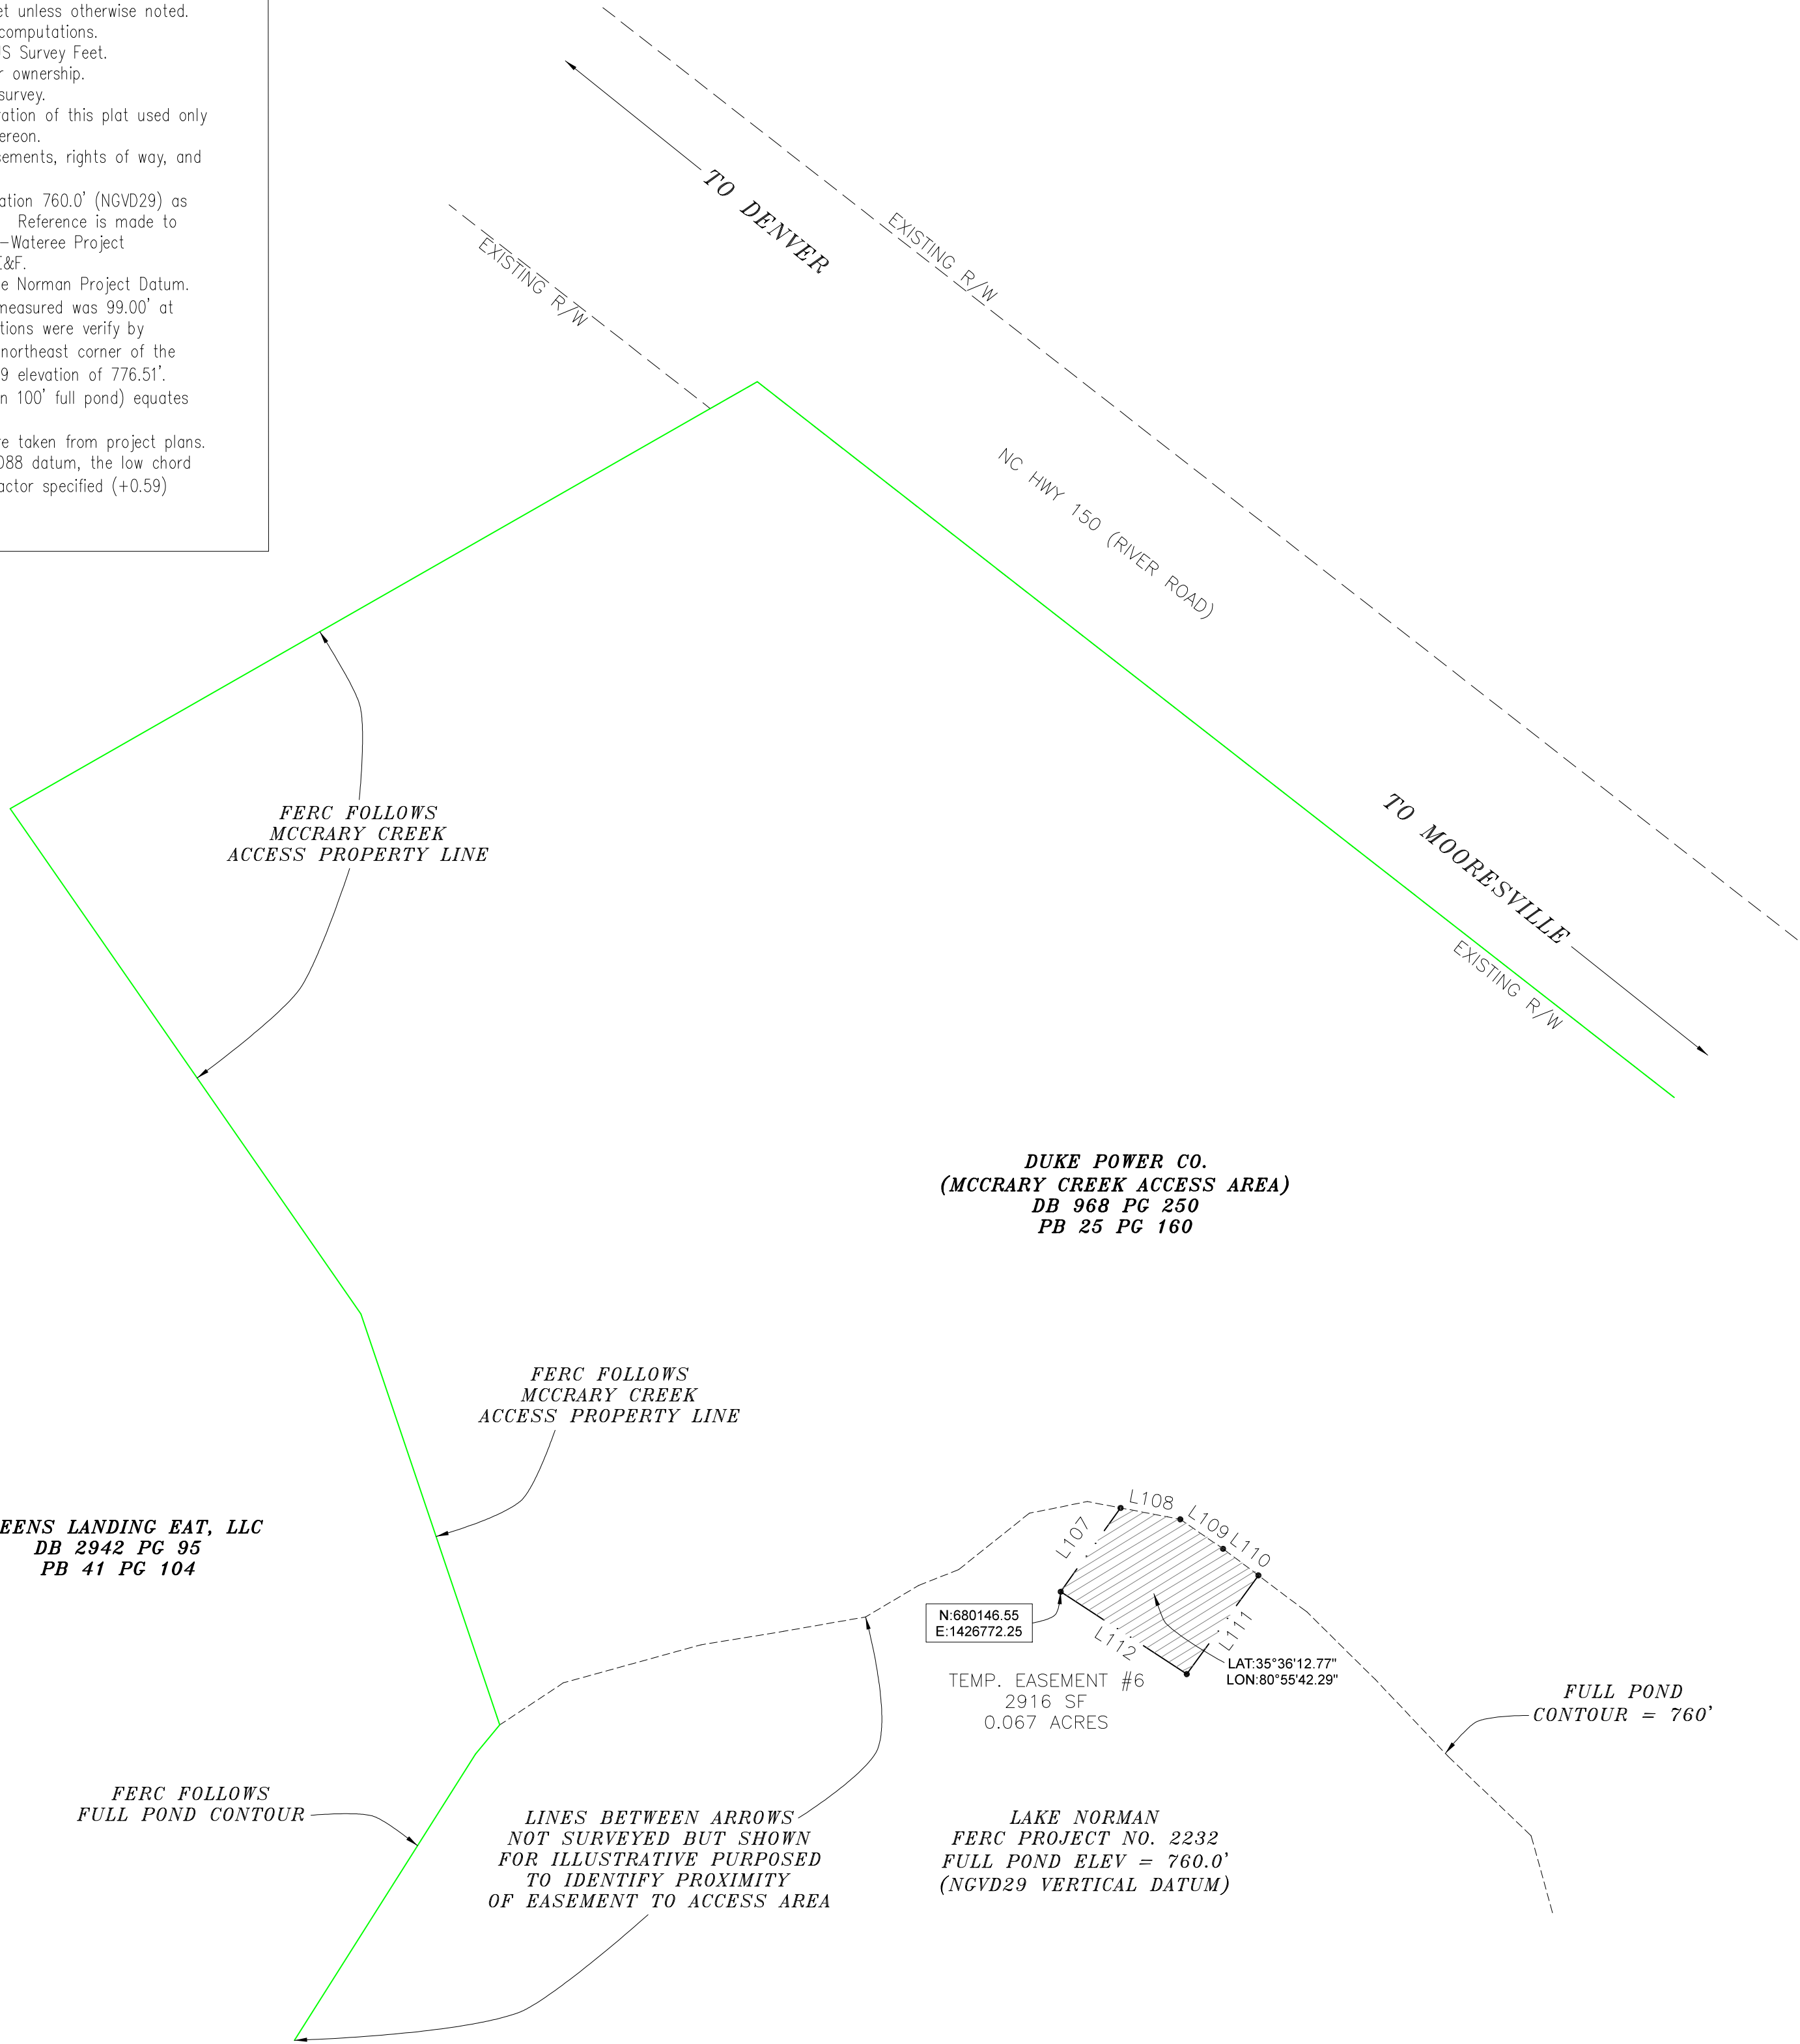 et unless otherwise noted.
computations.
US Survey Feet.
r ownership.
survey.
ration of this plat used only
ereon.
sements, rights of way, and
ation 760.0' (NGVD29) as
Reference is made to
-Wateree Project
E&F.
e Norman Project Datum.
measured was 99.00' at
tions were verify by
northeast corner of the
9 elevation of 776.51'.
n 100' full pond) equates
re taken from project plans.
088 datum, the low chord
actor specified (+0.59)
TO DENVER
EXISTING R/W
EXISTING R/W
NC HWY 150 (RIVER ROAD)
TO MOORESVILLE
EXISTING R/W
FERC FOLLOWS
MCCRARY CREEK
ACCESS PROPERTY LINE
DUKE POWER CO.
(MCCRARY CREEK ACCESS AREA)
DB 968 PG 250
PB 25 PG 160
FERC FOLLOWS
MCCRARY CREEK
ACCESS PROPERTY LINE
EENS LANDING EAT, LLC
DB 2942 PG 95
PB 41 PG 104
L107
L108
L109
L110
L111
L112
N:680146.55
E:1426772.25
LAT:35°36'12.77"
LON:80°55'42.29"
TEMP. EASEMENT #6
2916 SF
0.067 ACRES
FULL POND
CONTOUR = 760'
FERC FOLLOWS
FULL POND CONTOUR
LINES BETWEEN ARROWS
NOT SURVEYED BUT SHOWN
FOR ILLUSTRATIVE PURPOSED
TO IDENTIFY PROXIMITY
OF EASEMENT TO ACCESS AREA
LAKE NORMAN
FERC PROJECT NO. 2232
FULL POND ELEV = 760.0'
(NGVD29 VERTICAL DATUM)